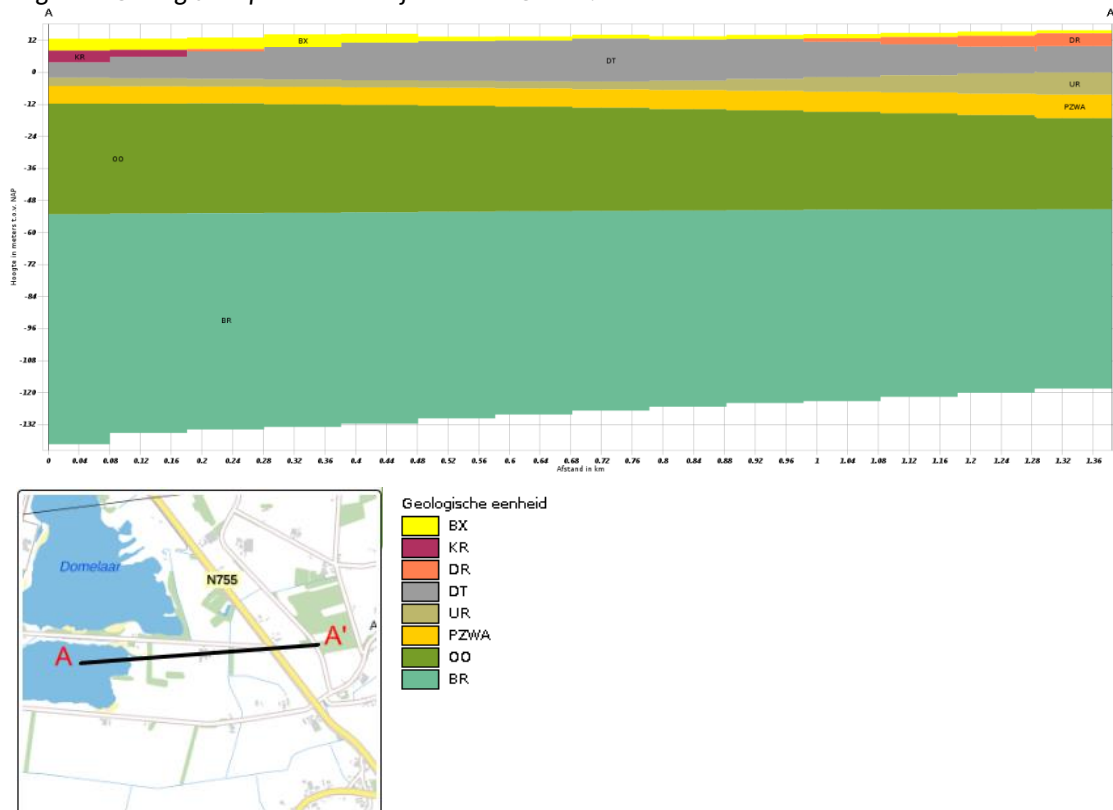 A A
12
0
-12
-24
-36
-48
-60
-72
-84
-96
-108
-120
-132
Hoogte in meters t.o.v. NAP
BX
KR
DT
DR
UR
PZWA
OO
BR
0 0.04 0.08 0.12 0.16 0.2 0.24 0.28 0.32 0.36 0.4 0.44 0.48 0.52 0.56 0.6 0.64 0.68 0.72 0.76 0.8 0.84 0.88 0.92 0.96 1 1.04 1.08 1.12 1.16 1.2 1.24 1.28 1.32 1.36
Afstand in km
Domelaar
N755
A
A'
A
Geologische eenheid
BX
KR
DR
DT
UR
PZWA
OO
BR